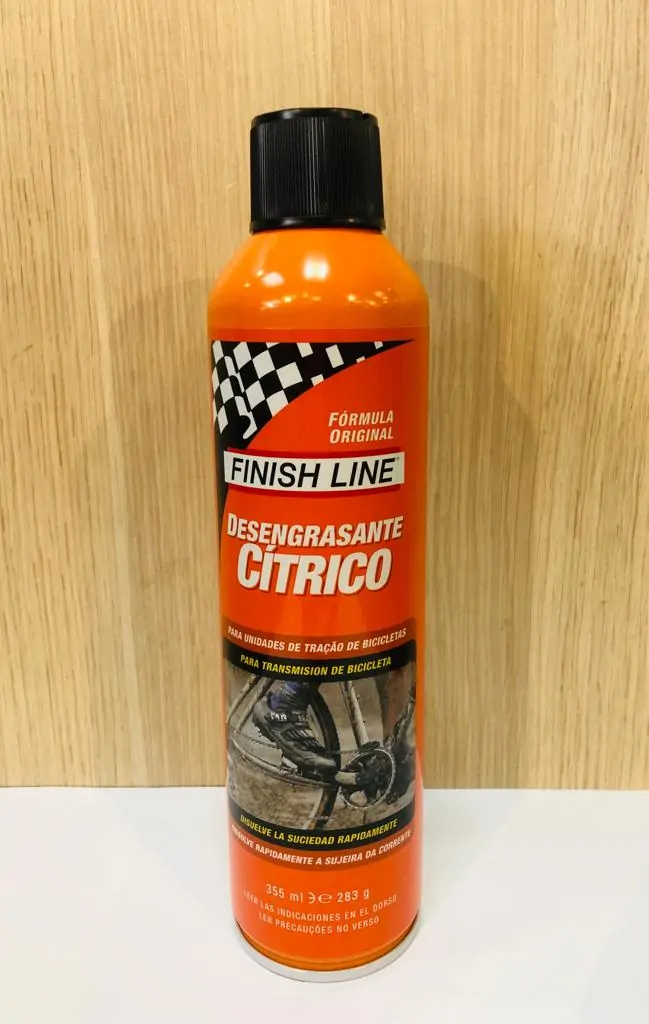 FÓRMULA
ORIGINAL
FINISH LINE™
DESENGRASANTE
CÍTRICO
PARA UNIDADES DE TRAÇÃO DE BICICLETAS
PARA TRANSMISION DE BICICLETA
DISUELVE LA SUCIEDAD RAPIDAMENTE
DISSOLVE RAPIDAMENTE A SUJEIRA DA CORRENTE
355 ml ℮ 283 g
LEER LAS INDICACIONES EN EL DORSO
LER PRECAUÇÕES NO VERSO